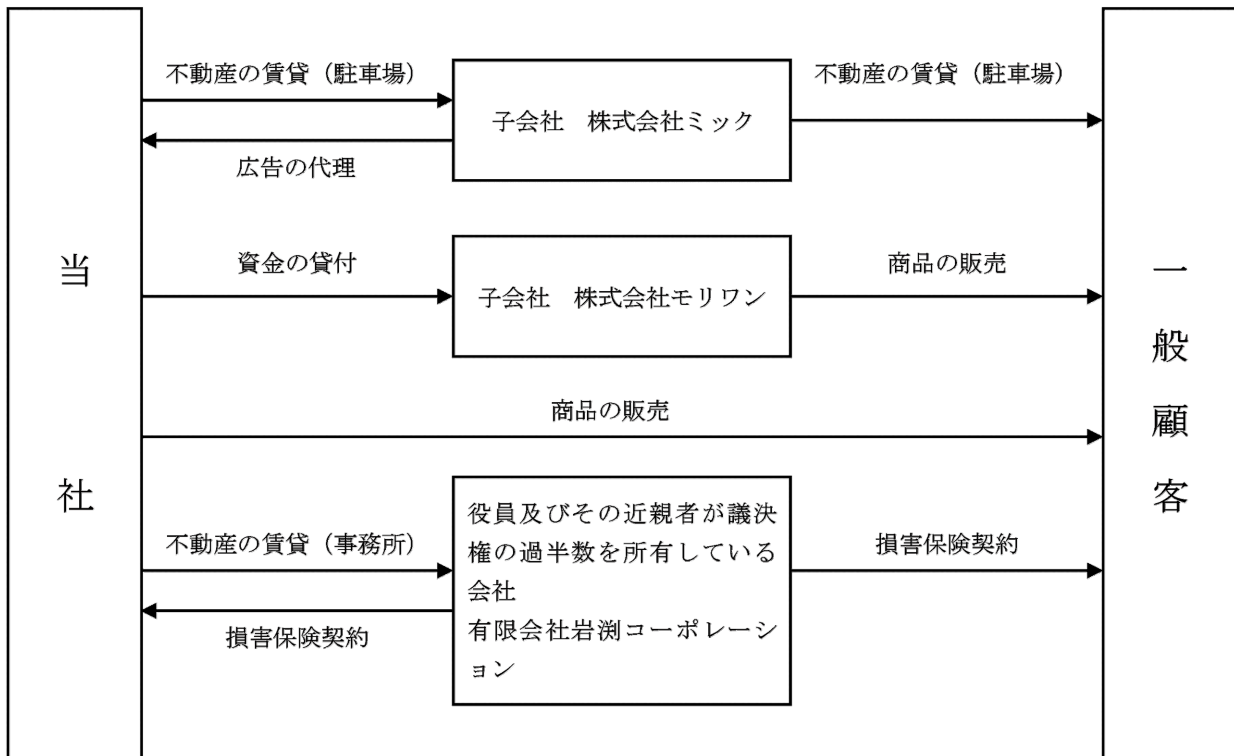 当社
不動産の賃貸（駐車場）
広告の代理
子会社　株式会社ミック
不動産の賃貸（駐車場）
資金の貸付
子会社　株式会社モリワン
商品の販売
商品の販売
不動産の賃貸（事務所）
損害保険契約
役員及びその近親者が議決
権の過半数を所有している
会社
有限会社岩渕コーポレーシ
ョン
損害保険契約
一般顧客